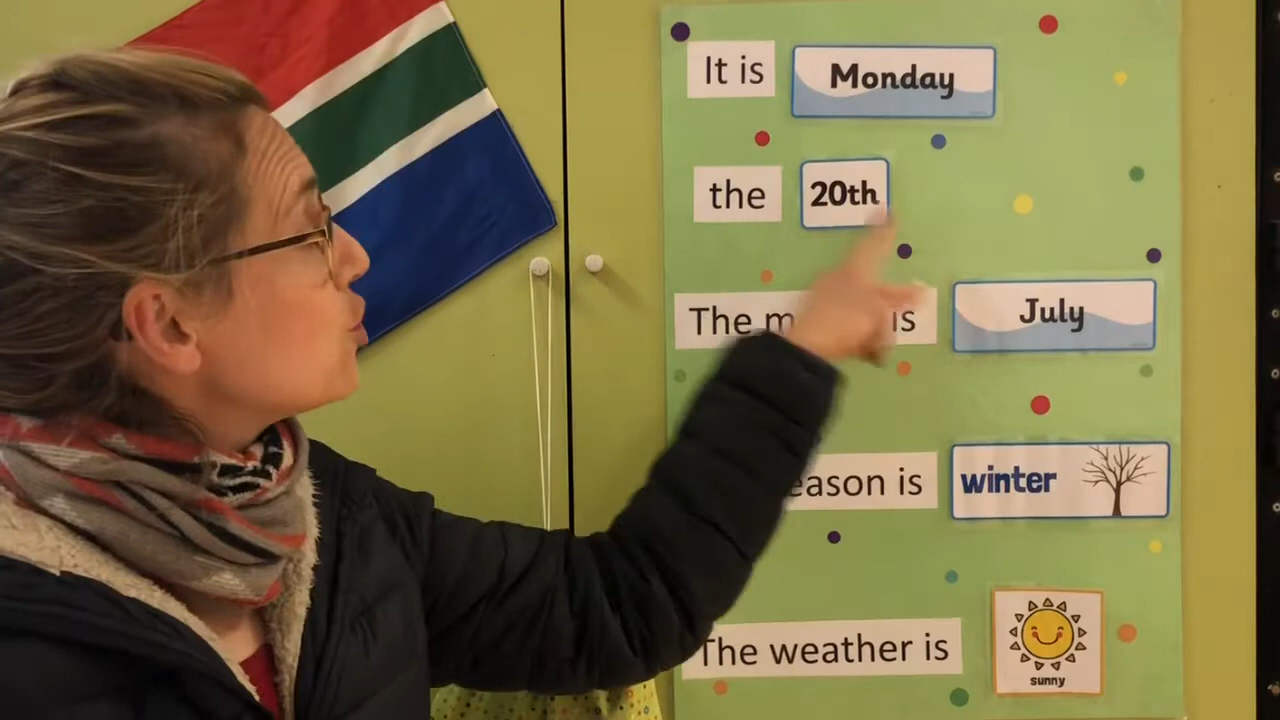 It is Monday
the 20th
The m is July
eason is winter
The weather is
sunny